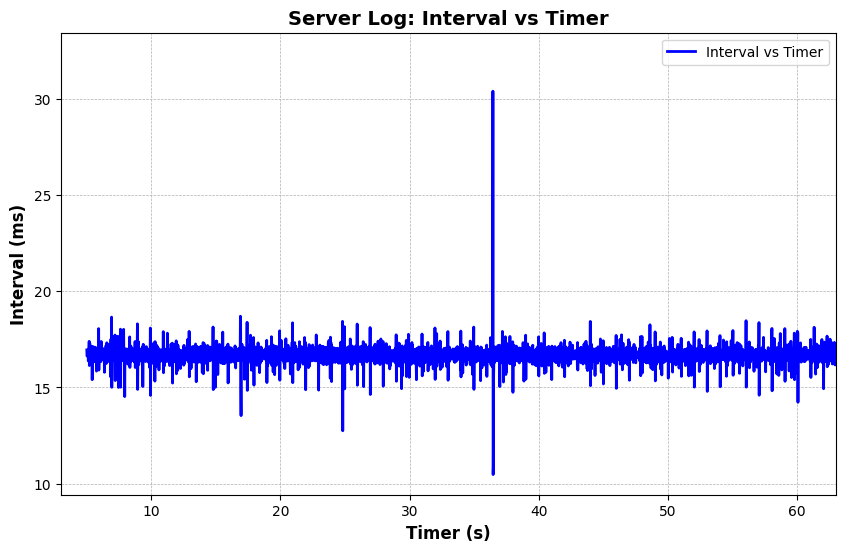 Server Log: Interval vs Timer
Interval vs Timer
30
25
20
15
10
Interval (ms)
10 20 30 40 50 60
Timer (s)